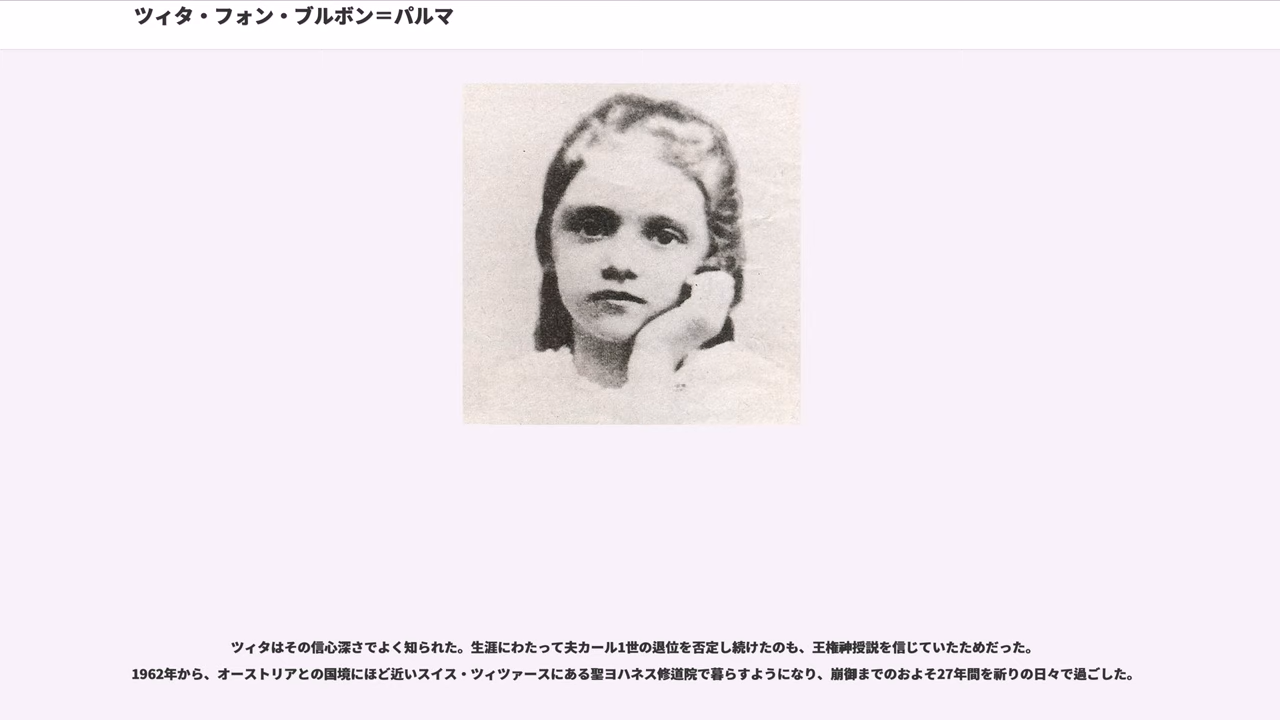 ツィタ・フォン・ブルボン＝パルマ
ツィタはその信心深さでよく知られた。生涯にわたって夫カール1世の退位を否定し続けたのも、王権神授説を信じていたためだった。
1962年から、オーストリアとの国境にほど近いスイス・ツィツァースにある聖ヨハネス修道院で暮らすようになり、崩御までのおよそ27年間を祈りの日々で過ごした。